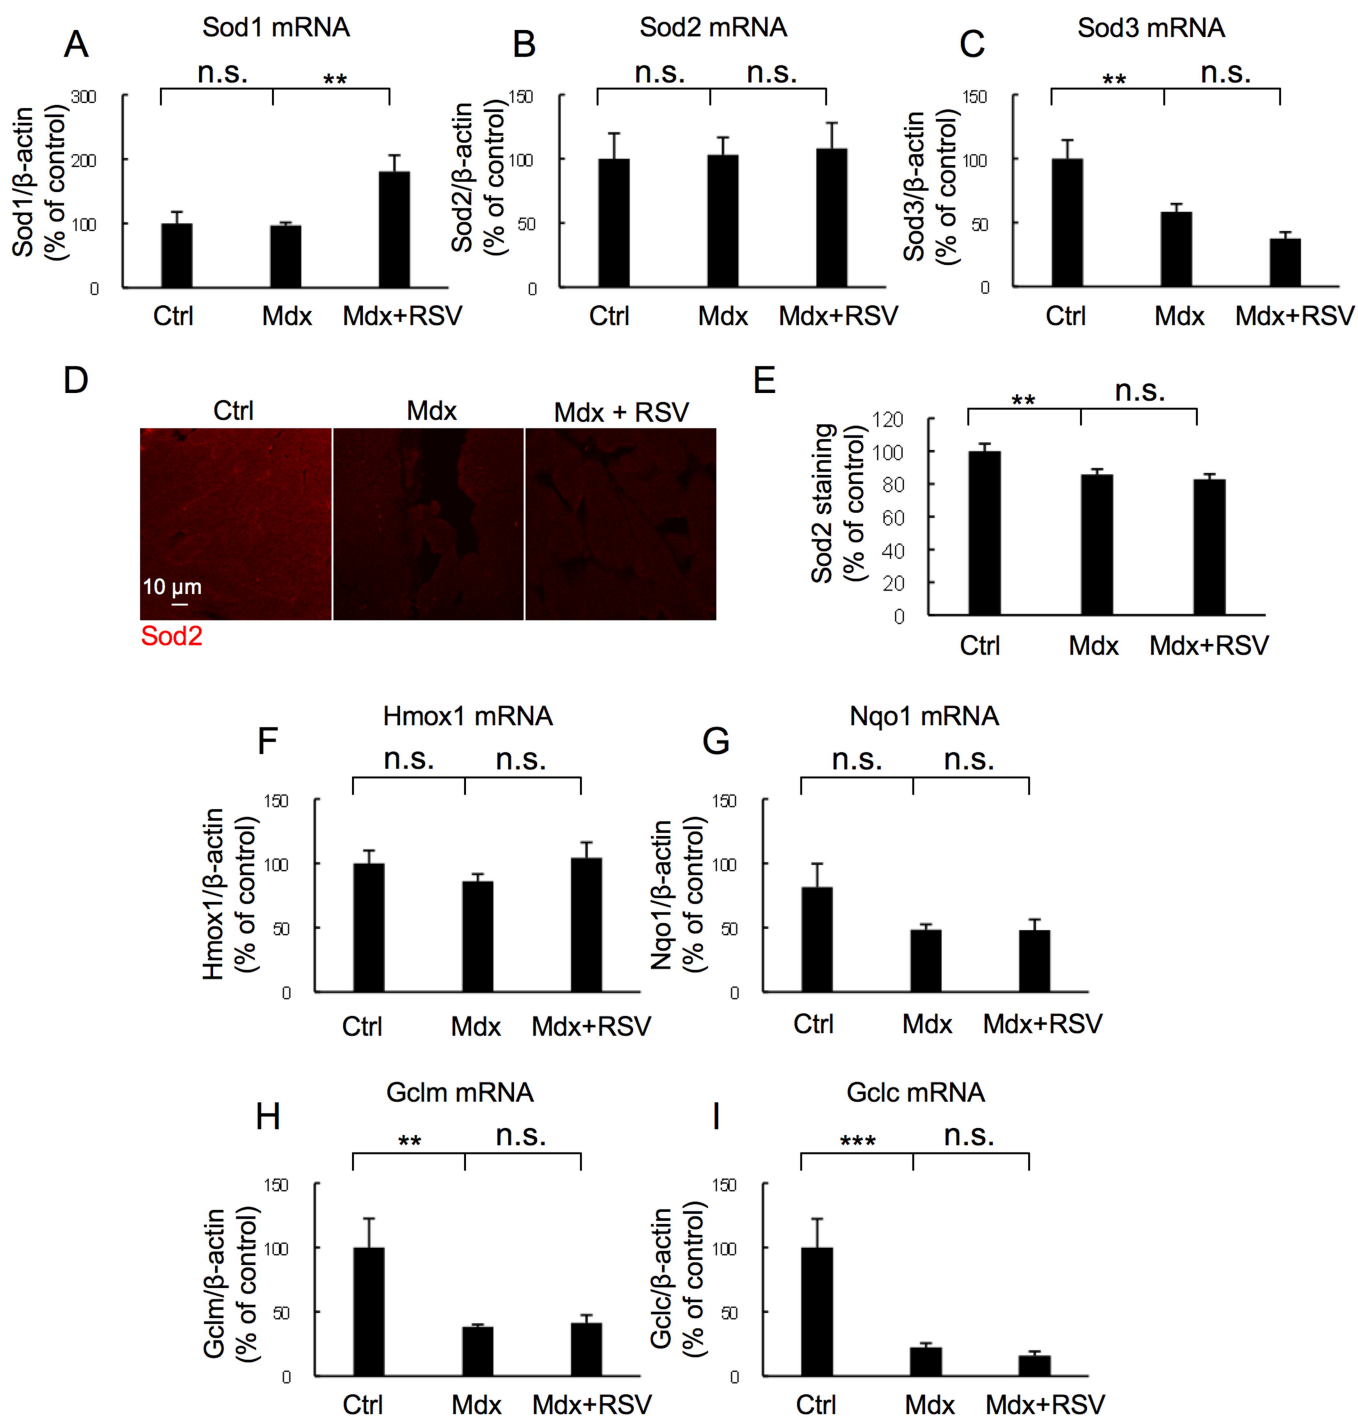 A
Sod1 mRNA
n.s.
**
Sod1/β-actin
(% of control)
300
200
100
0
Ctrl
Mdx
Mdx+RSV
B
Sod2 mRNA
n.s.
n.s.
Sod2/β-actin
(% of control)
150
100
50
0
Ctrl
Mdx
Mdx+RSV
C
Sod3 mRNA
**
n.s.
Sod3/β-actin
(% of control)
150
100
50
0
Ctrl
Mdx
Mdx+RSV
D
Ctrl
Mdx
Mdx + RSV
10 µm
Sod2
E
**
n.s.
Sod2 staining
(% of control)
120
100
80
60
40
20
0
Ctrl
Mdx
Mdx+RSV
F
Hmox1 mRNA
n.s.
n.s.
Hmox1/β-actin
(% of control)
150
100
50
0
Ctrl
Mdx
Mdx+RSV
G
Nqo1 mRNA
n.s.
n.s.
Nqo1/β-actin
(% of control)
150
100
50
0
Ctrl
Mdx
Mdx+RSV
H
Gclm mRNA
**
n.s.
Gclm/β-actin
(% of control)
150
100
50
0
Ctrl
Mdx
Mdx+RSV
I
Gclc mRNA
***
n.s.
Gclc/β-actin
(% of control)
150
100
50
0
Ctrl
Mdx
Mdx+RSV